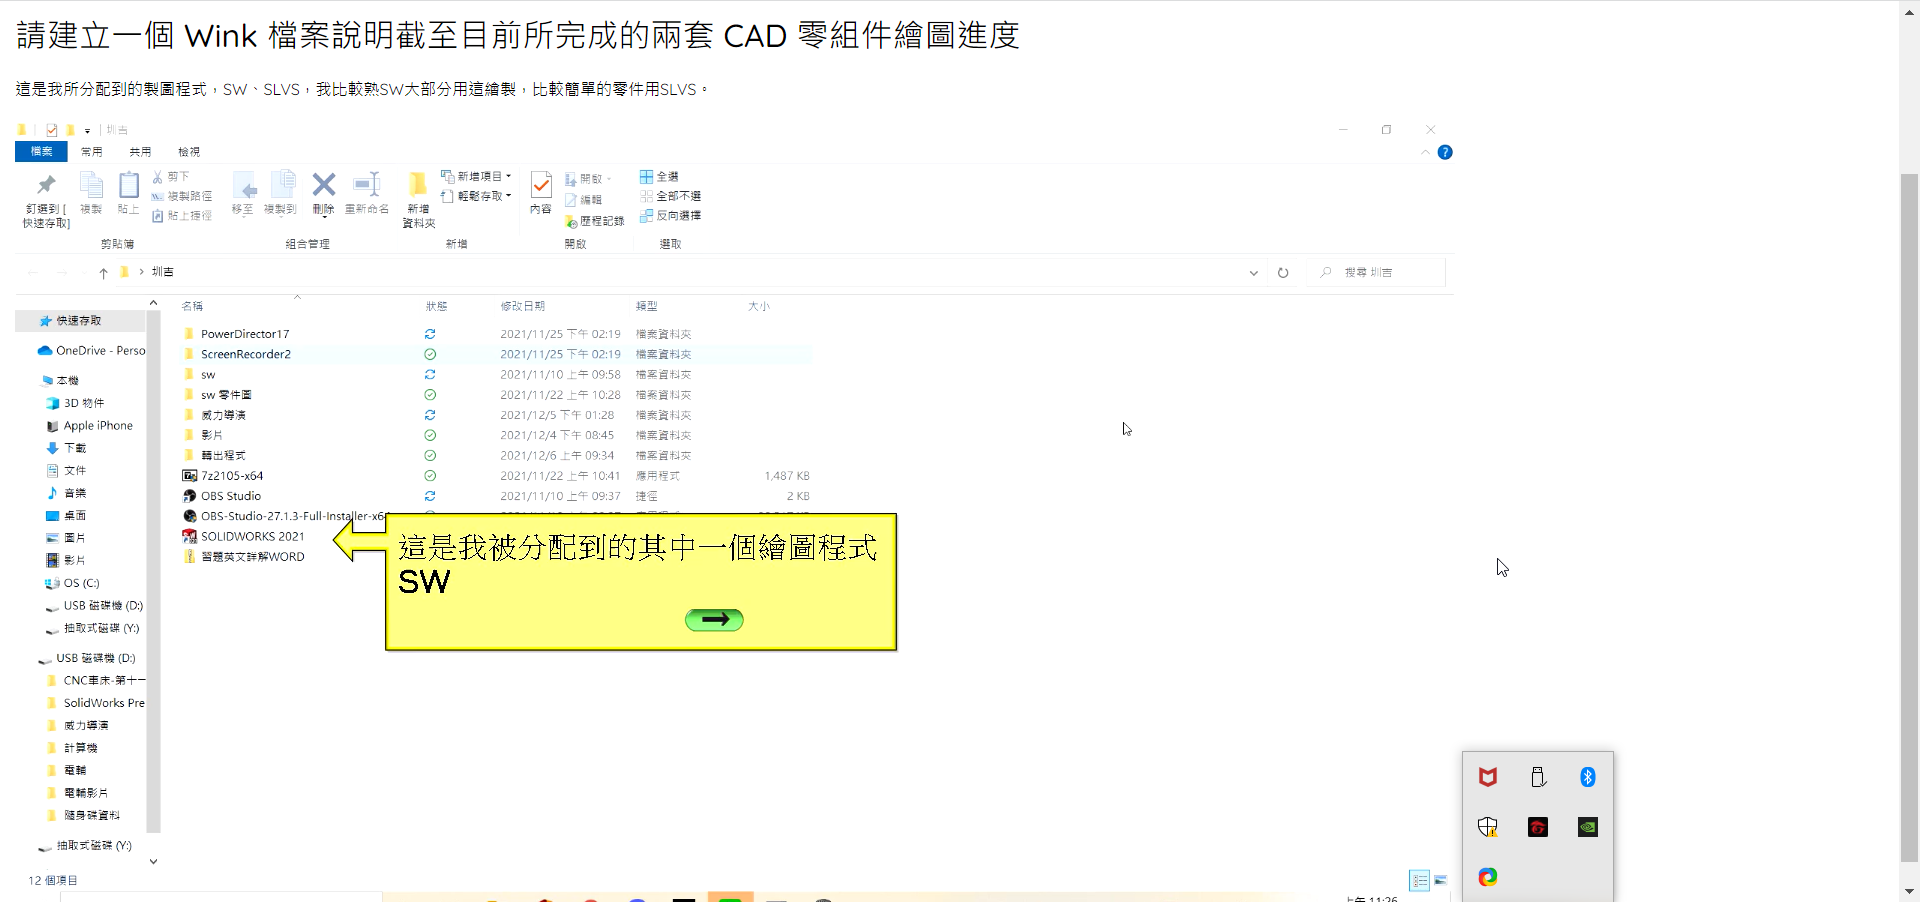 請建立一個 Wink 檔案說明截至目前所完成的兩套 CAD 零組件繪圖進度
這是我所分配到的製圖程式，SW、SLVS，我比較熟SW大部分用這繪製，比較簡單的零件用SLVS。
圳吉
檔案 常用 共用 檢視
釘選到 [快速存取]
複製
貼上
剪下
複製路徑
貼上捷徑
移至
複製到
刪除
重新命名
新增資料夾
新增項目
輕鬆存取
內容
開啟
編輯
歷程記錄
全選
全部不選
反向選擇
剪貼簿 組合管理 新增 開啟 選取
圳吉
搜尋 圳吉
名稱 狀態 修改日期 類型 大小
PowerDirector17 2021/11/25 下午 02:19 檔案資料夾
ScreenRecorder2 2021/11/25 下午 02:19 檔案資料夾
sw 2021/11/10 上午 09:58 檔案資料夾
sw 零件圖 2021/11/22 上午 10:28 檔案資料夾
威力導演 2021/12/5 下午 01:28 檔案資料夾
影片 2021/12/4 下午 08:45 檔案資料夾
輔出程式 2021/12/6 上午 09:34 檔案資料夾
7z2105-x64 2021/11/22 上午 10:41 應用程式 1,487 KB
OBS Studio 2021/11/10 上午 09:37 捷徑 2 KB
OBS-Studio-27.1.3-Full-Installer-x64
SOLIDWORKS 2021
習題英文詳解WORD
這是我被分配到的其中一個繪圖程式
SW
快速存取
OneDrive - Perso
本機
3D 物件
Apple iPhone
下載
文件
音樂
桌面
圖片
影片
OS (C:)
USB 磁碟機 (D:)
抽取式磁碟 (Y:)
USB 磁碟機 (D:)
CNC車床-第十一
SolidWorks Pre
威力導演
計算機
電輔
電輔影片
隨身碟資料
抽取式磁碟 (Y:)
12 個項目
上午 11:26